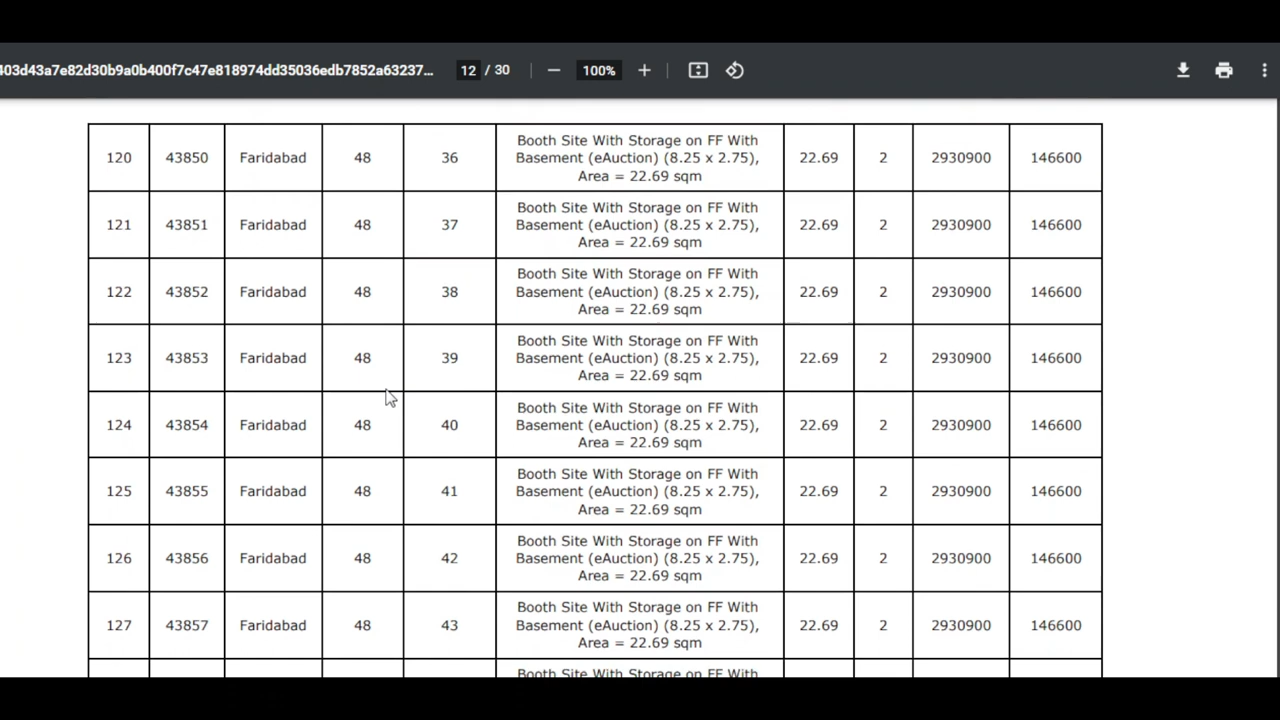 403d43a7e82d30b9a0b400f7c47e818974dd35036edb7852a63237... 12 / 30 100%
120 43850 Faridabad 48 36 Booth Site With Storage on FF With Basement (eAuction) (8.25 x 2.75), Area = 22.69 sqm 22.69 2 2930900 146600
121 43851 Faridabad 48 37 Booth Site With Storage on FF With Basement (eAuction) (8.25 x 2.75), Area = 22.69 sqm 22.69 2 2930900 146600
122 43852 Faridabad 48 38 Booth Site With Storage on FF With Basement (eAuction) (8.25 x 2.75), Area = 22.69 sqm 22.69 2 2930900 146600
123 43853 Faridabad 48 39 Booth Site With Storage on FF With Basement (eAuction) (8.25 x 2.75), Area = 22.69 sqm 22.69 2 2930900 146600
124 43854 Faridabad 48 40 Booth Site With Storage on FF With Basement (eAuction) (8.25 x 2.75), Area = 22.69 sqm 22.69 2 2930900 146600
125 43855 Faridabad 48 41 Booth Site With Storage on FF With Basement (eAuction) (8.25 x 2.75), Area = 22.69 sqm 22.69 2 2930900 146600
126 43856 Faridabad 48 42 Booth Site With Storage on FF With Basement (eAuction) (8.25 x 2.75), Area = 22.69 sqm 22.69 2 2930900 146600
127 43857 Faridabad 48 43 Booth Site With Storage on FF With Basement (eAuction) (8.25 x 2.75), Area = 22.69 sqm 22.69 2 2930900 146600
Booth Site With Storage on FF With